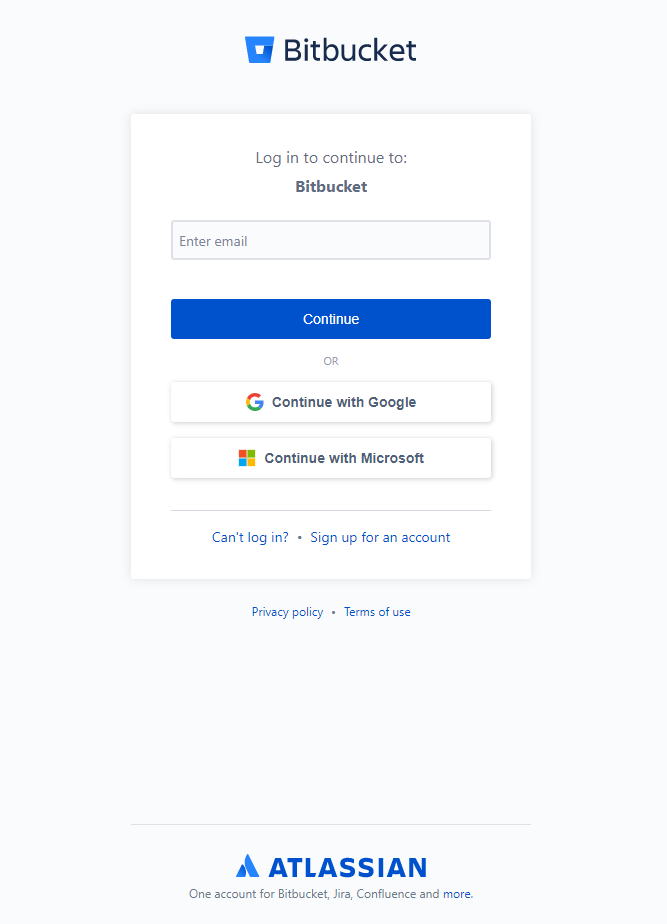 Bitbucket
Log in to continue to:
Bitbucket
Enter email
Continue
OR
Continue with Google
Continue with Microsoft
Can't log in? • Sign up for an account
Privacy policy • Terms of use
ATLASSIAN
One account for Bitbucket, Jira, Confluence and more.